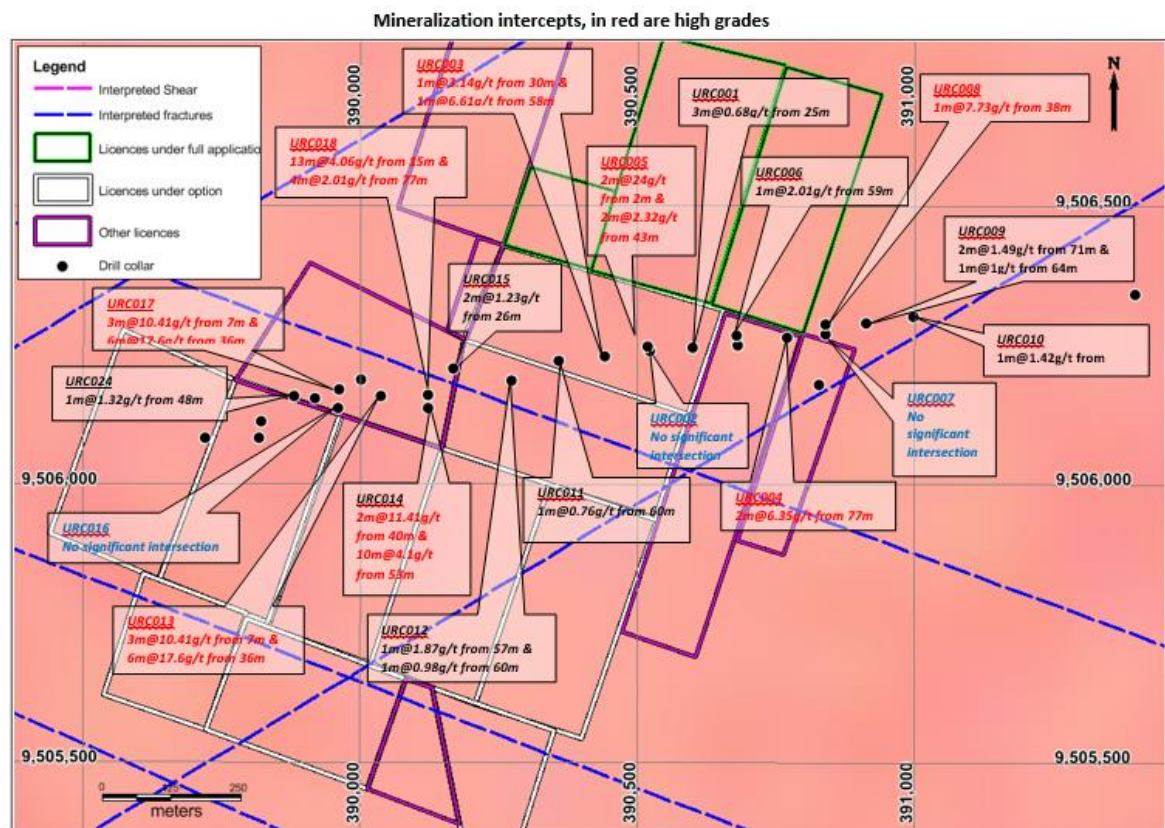 Mineralization intercepts, in red are high grades
Legend
Interpreted Shear
Interpreted fractures
Licences under full applicatio
Licences under option
Other licences
Drill collar
390,000
390,500
391,000
N
URC003
1m@3.14g/t from 30m &
1m@6.61g/t from 58m
URC001
3m@0.68g/t from 25m
URC008
1m@7.73g/t from 38m
URC018
13m@4.06g/t from 15m &
4m@2.01g/t from 77m
URC005
2m@24g/t
from 2m &
2m@2.32g/t
from 43m
URC006
1m@2.01g/t from 59m
9,506,500
URC009
2m@1.49g/t from 71m &
1m@1g/t from 64m
URC015
2m@1.23g/t
from 26m
URC017
3m@10.41g/t from 7m &
6m@17.6g/t from 36m
URC010
1m@1.42g/t from
URC024
1m@1.32g/t from 48m
URC002
No significant
intersection
URC007
No
significant
intersection
9,506,000
9,506,000
URC016
No significant intersection
URC014
2m@11.41g/t
from 40m &
10m@4.1g/t
from 53m
URC011
1m@0.76g/t from 60m
URC004
2m@6.35g/t from 77m
URC013
3m@10.41g/t from 7m &
6m@17.6g/t from 36m
URC012
1m@1.87g/t from 57m &
1m@0.98g/t from 60m
9,505,500
9,505,500
0 125 250
meters
390,000
390,500
391,000